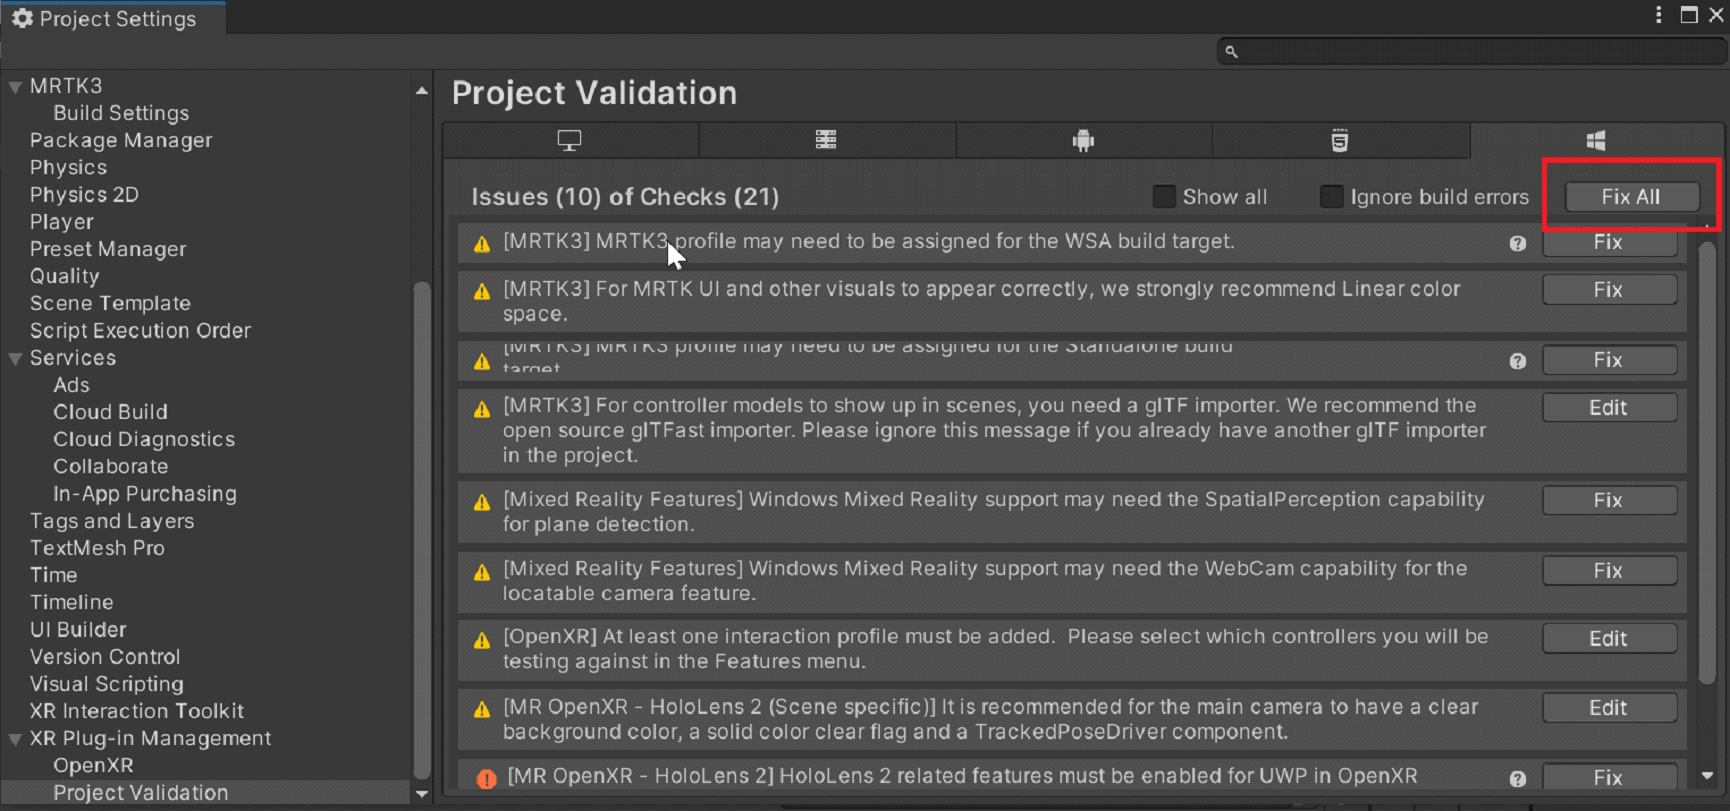 Project Settings
MRTK3
Build Settings
Package Manager
Physics
Physics 2D
Player
Preset Manager
Quality
Scene Template
Script Execution Order
Services
Ads
Cloud Build
Cloud Diagnostics
Collaborate
In-App Purchasing
Tags and Layers
TextMesh Pro
Time
Timeline
UI Builder
Version Control
Visual Scripting
XR Interaction Toolkit
XR Plug-in Management
OpenXR
Project Validation
Project Validation
Issues (10) of Checks (21)
Show all
Ignore build errors
Fix All
[MRTK3] MRTK3 profile may need to be assigned for the WSA build target.
Fix
[MRTK3] For MRTK UI and other visuals to appear correctly, we strongly recommend Linear color
space.
Fix
[MRTK3] MRTK3 profile may need to be assigned for the Standalone build
target
Fix
[MRTK3] For controller models to show up in scenes, you need a glTF importer. We recommend the
open source glTFast importer. Please ignore this message if you already have another glTF importer
in the project.
Edit
[Mixed Reality Features] Windows Mixed Reality support may need the SpatialPerception capability
for plane detection.
Fix
[Mixed Reality Features] Windows Mixed Reality support may need the WebCam capability for the
locatable camera feature.
Fix
[OpenXR] At least one interaction profile must be added.  Please select which controllers you will be
testing against in the Features menu.
Edit
[MR OpenXR - HoloLens 2 (Scene specific)] It is recommended for the main camera to have a clear
background color, a solid color clear flag and a TrackedPoseDriver component.
Edit
[MR OpenXR - HoloLens 2] HoloLens 2 related features must be enabled for UWP in OpenXR
Fix